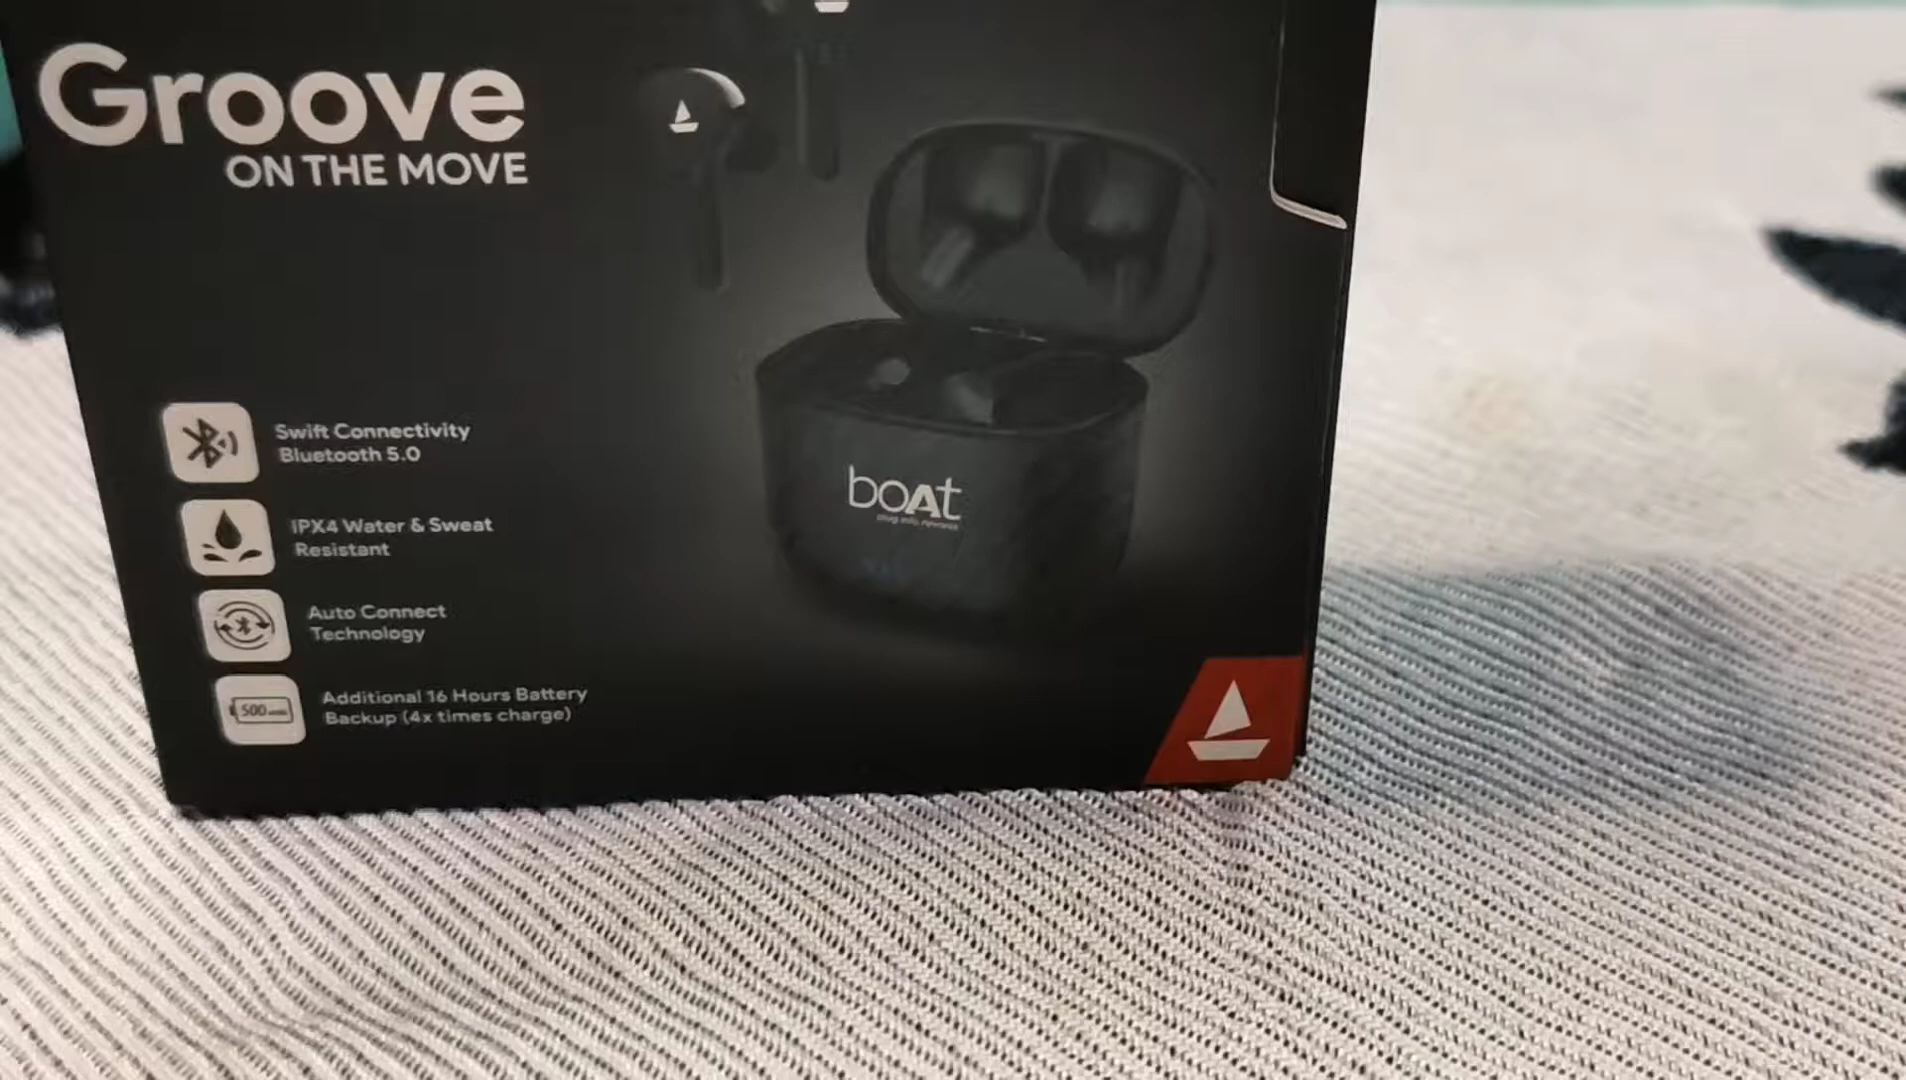 Groove
ON THE MOVE
Swift Connectivity
Bluetooth 5.0
IPX4 Water & Sweat
Resistant
Auto Connect
Technology
500
Additional 16 Hours Battery
Backup (4x times charge)
boAt